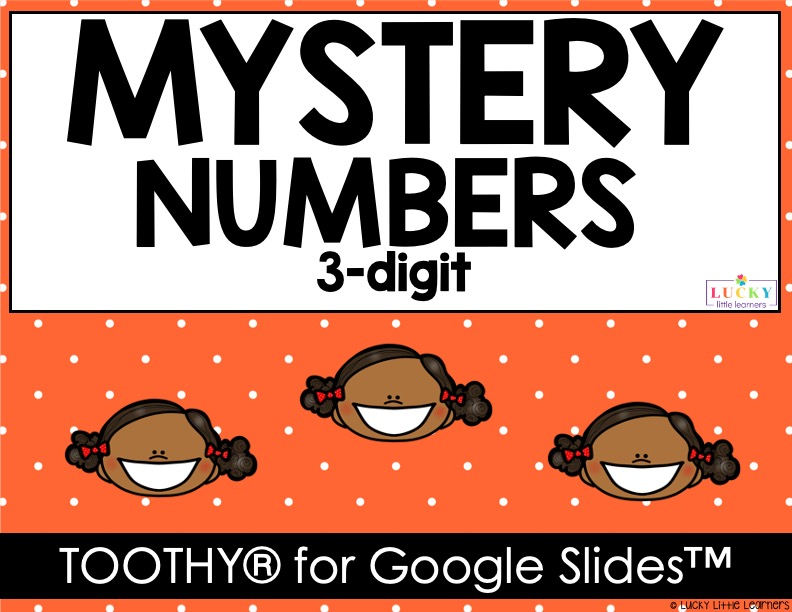 MYSTERY
NUMBERS
3-digit
LUCKY
little learners
TOOTHY® for Google Slides™
© Lucky Little Learners